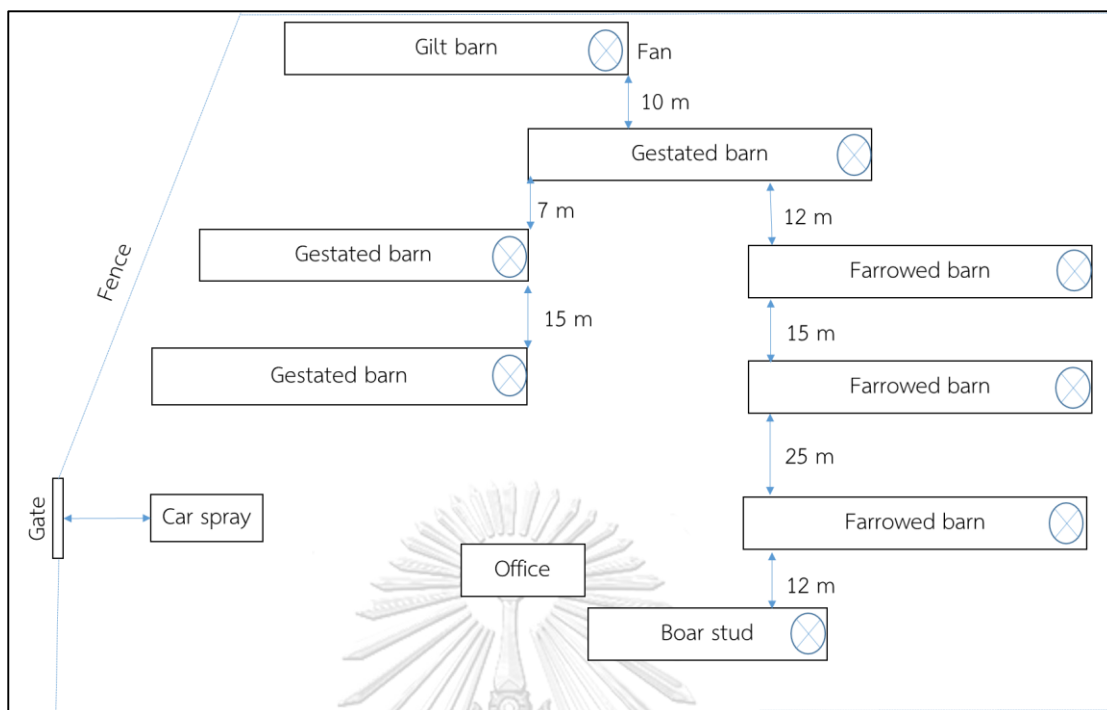 Gilt barn
Fan
10 m
Gestated barn
7 m
12 m
Fence
Gestated barn
Farrowed barn
15 m
15 m
Gestated barn
Farrowed barn
25 m
Gate
Car spray
Farrowed barn
Office
12 m
Boar stud